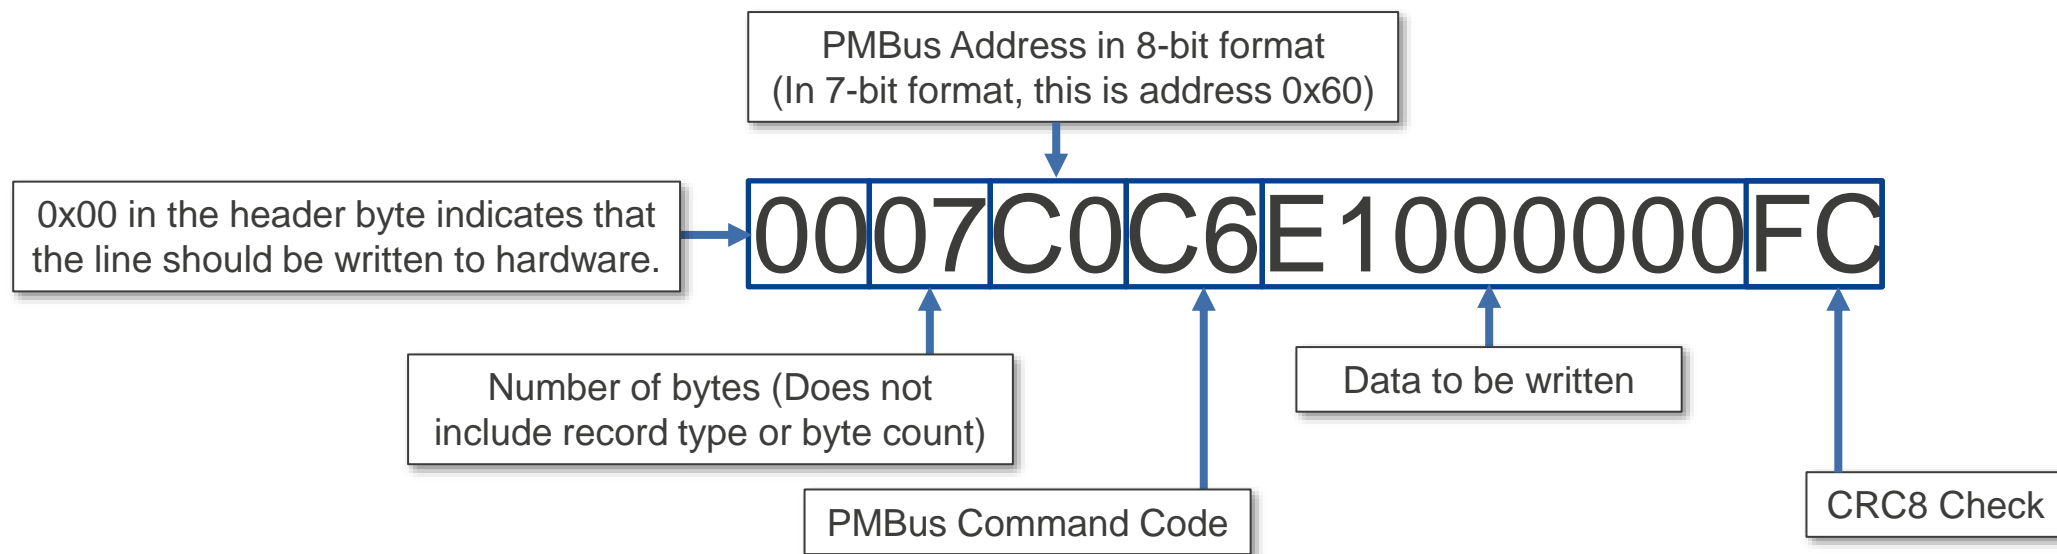 PMBus Address in 8-bit format
(In 7-bit format, this is address 0x60)
0x00 in the header byte indicates that
the line should be written to hardware.
0007C0C6E1000000FC
Number of bytes (Does not
include record type or byte count)
Data to be written
PMBus Command Code
CRC8 Check